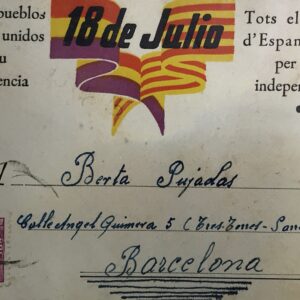 pueblos
unidos
u
encia
18 de Julio
Tots el
d'Espan
per
indepen
Berta Pujadas
Calle Angel Guimera 5 (Tres Torres-Sarr
Barcelona